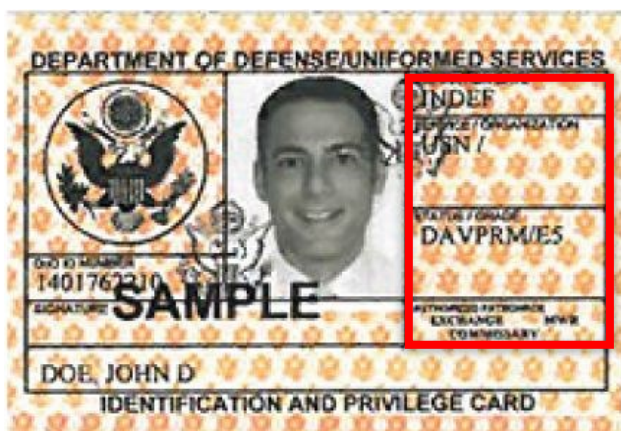 DEPARTMENT OF DEFENSE/UNIFORMED SERVICES
INDEF
SERVICE / ORGANIZATION
USN /
STATUS / GRADE
DAVPRM/E5
DoD ID NUMBER
1401762210
SIGNATURE
SAMPLE
AUTHORIZED PATRONAGE
EXCHANGE MWR
COMMISSARY
DOE, JOHN D
IDENTIFICATION AND PRIVILEGE CARD